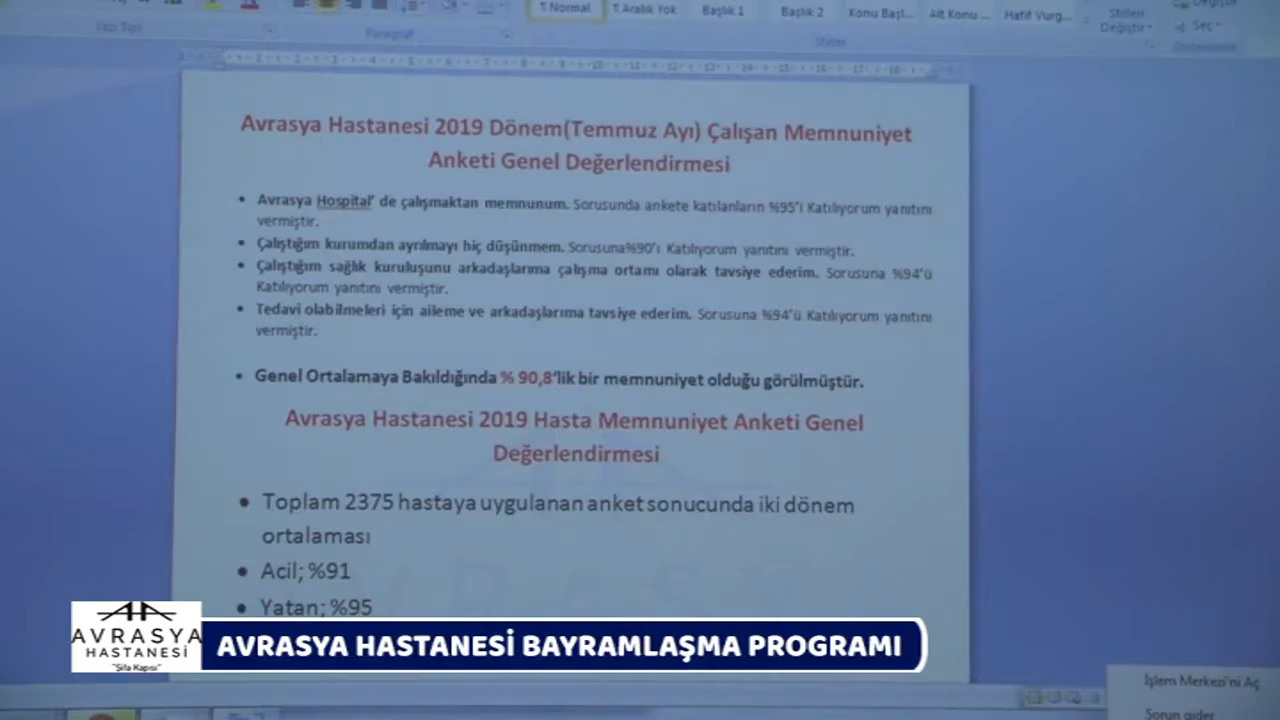 Yazı Tipi
Paragraf
¶ Normal
¶ Aralık Yok
Başlık 1
Başlık 2
Konu Başl...
Alt Konu ...
Hafif Vurg...
Stilleri
Değiştir
Seç
Stiller
Avrasya Hastanesi 2019 Dönem(Temmuz Ayı) Çalışan Memnuniyet
Anketi Genel Değerlendirmesi
• Avrasya Hospital' de çalışmaktan memnunum. Sorusunda ankete katılanların %95'i Katılıyorum yanıtını
vermiştir.
• Çalıştığım kurumdan ayrılmayı hiç düşünmem. Sorusuna%90'ı Katılıyorum yanıtını vermiştir.
• Çalıştığım sağlık kuruluşunu arkadaşlarıma çalışma ortamı olarak tavsiye ederim. Sorusuna %94'ü
Katılıyorum yanıtını vermiştir.
• Tedavi olabilmeleri için aileme ve arkadaşlarıma tavsiye ederim. Sorusuna %94'ü Katılıyorum yanıtını
vermiştir.
• Genel Ortalamaya Bakıldığında % 90,8'lik bir memnuniyet olduğu görülmüştür.
Avrasya Hastanesi 2019 Hasta Memnuniyet Anketi Genel
Değerlendirmesi
• Toplam 2375 hastaya uygulanan anket sonucunda iki dönem
ortalaması
• Acil; %91
• Yatan; %95
AVRASYA
HASTANESİ
"Şifa Kapısı"
AVRASYA HASTANESİ BAYRAMLAŞMA PROGRAMI
İşlem Merkezi'ni Aç
Sorun gider